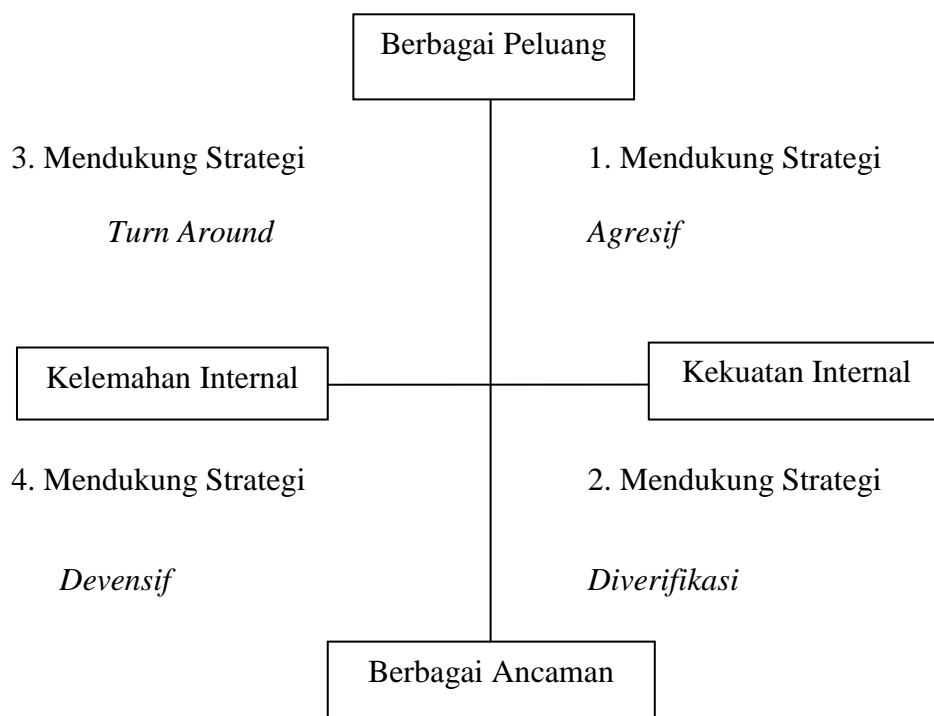 Berbagai Peluang
3. Mendukung Strategi
Turn Around
1. Mendukung Strategi
Agresif
Kelemahan Internal
Kekuatan Internal
4. Mendukung Strategi
Devensif
2. Mendukung Strategi
Diverifikasi
Berbagai Ancaman